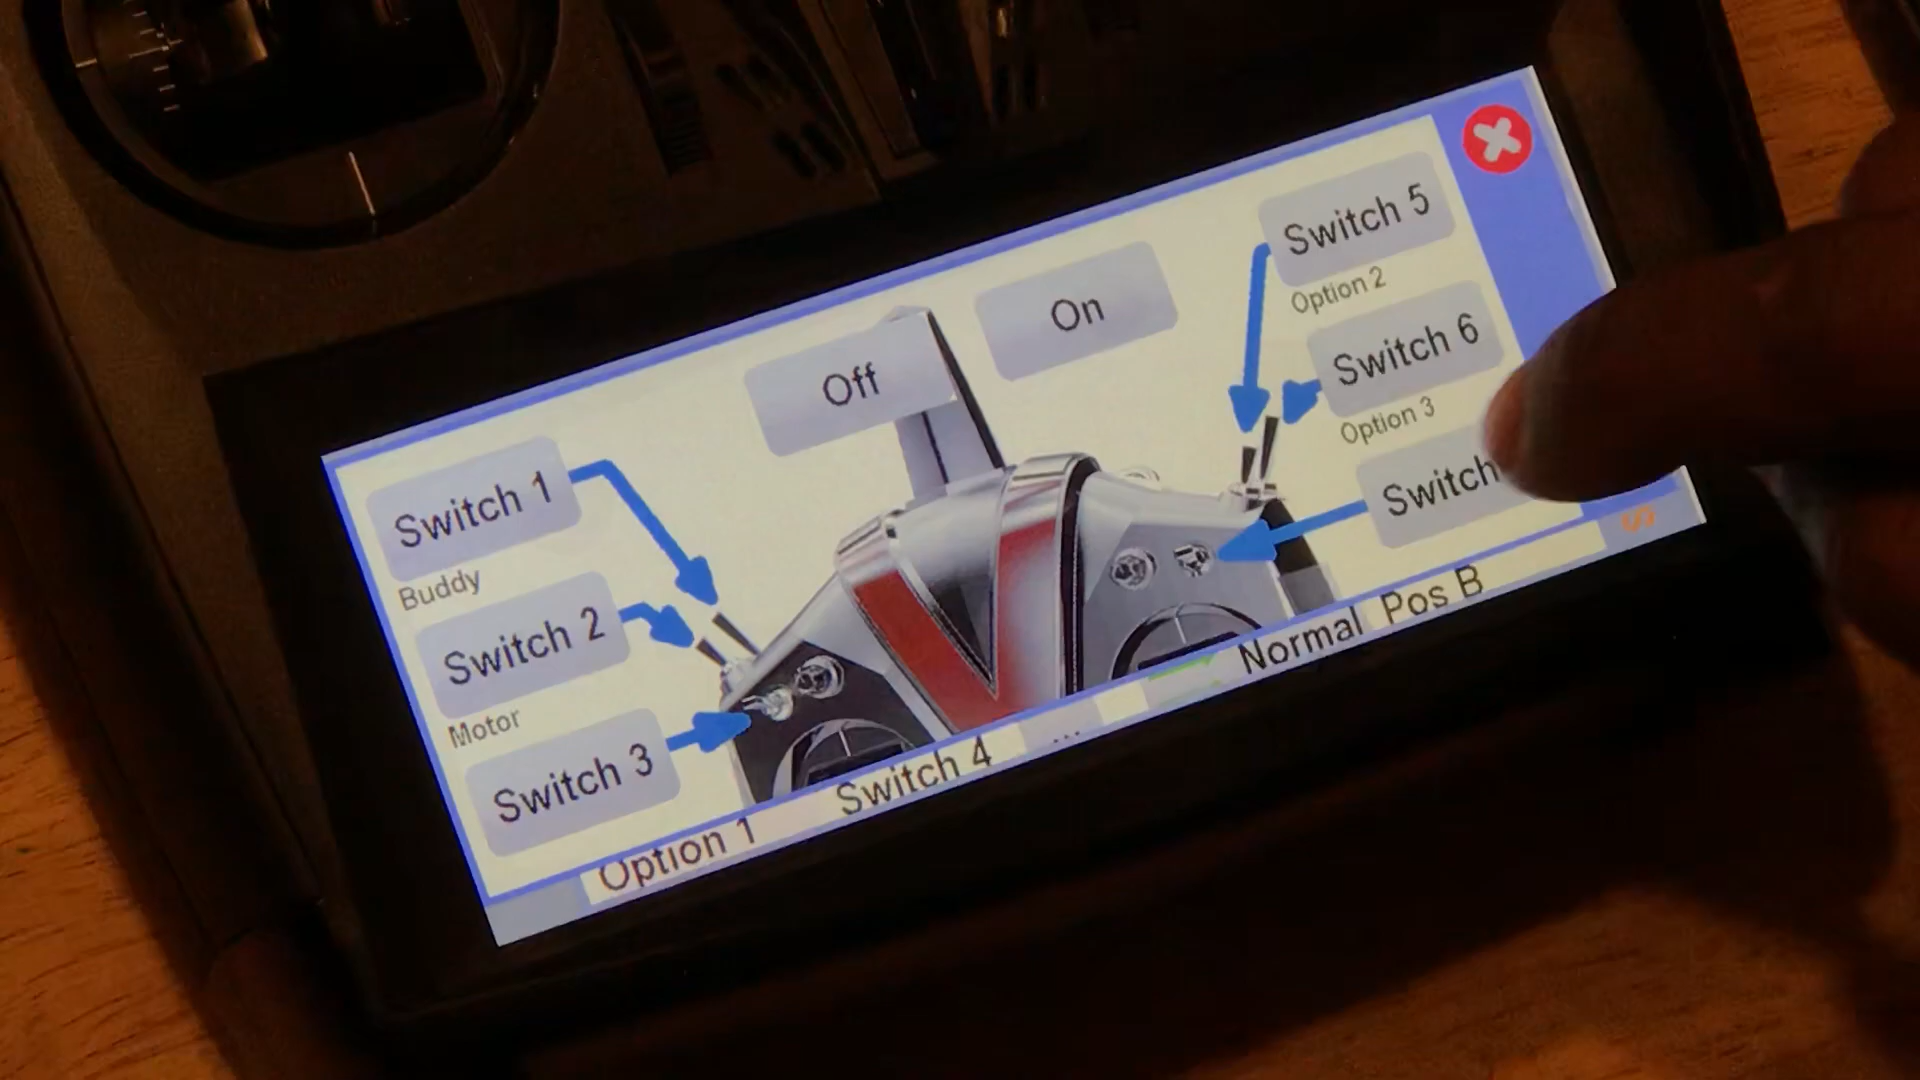 Off
On
Switch 1
Buddy
Switch 2
Motor
Switch 3
Switch 5
Option 2
Switch 6
Option 3
Switch
Option 1
Switch 4
...
Normal
Pos B